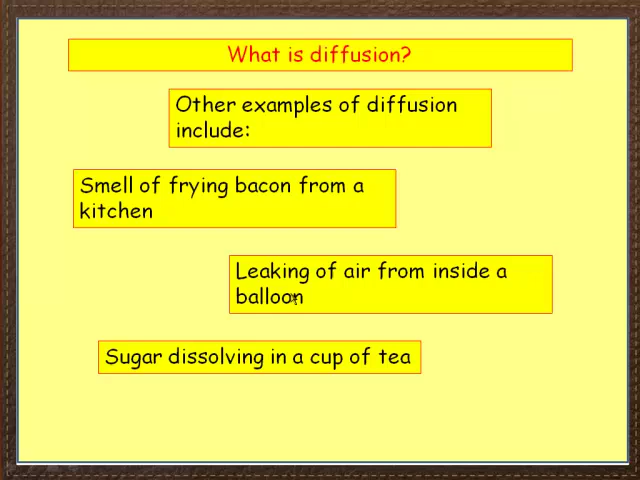 What is diffusion?
Other examples of diffusion
include:
Smell of frying bacon from a
kitchen
Leaking of air from inside a
balloon
Sugar dissolving in a cup of tea